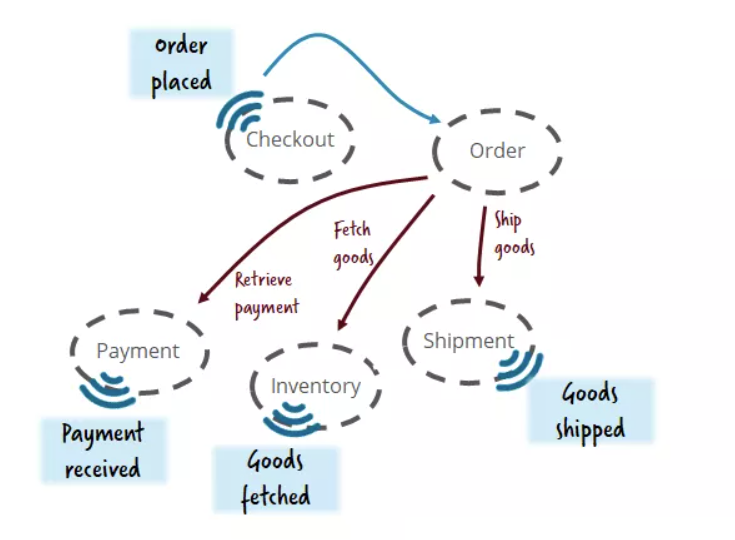 Order
placed
Checkout
Order
Fetch
goods
Ship
goods
Retrieve
payment
Payment
Inventory
Shipment
Payment
received
Goods
fetched
Goods
shipped